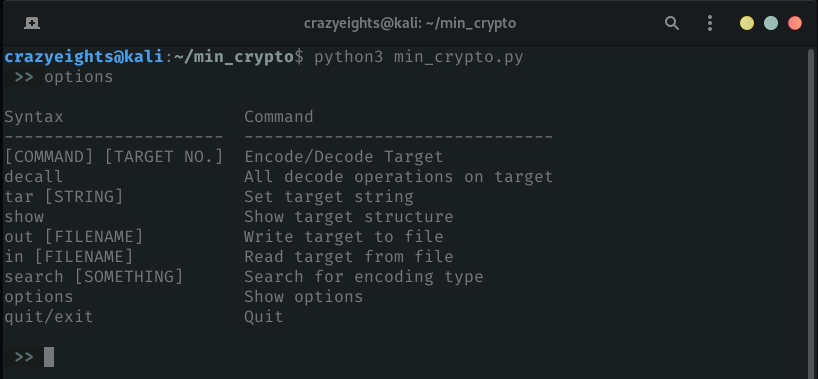 crazyeights@kali: ~/min_crypto
crazyeights@kali:~/min_crypto$ python3 min_crypto.py
>> options
Syntax                  Command
----------------------  -------------------------------
[COMMAND] [TARGET NO.]  Encode/Decode Target
decall                  All decode operations on target
tar [STRING]            Set target string
show                    Show target structure
out [FILENAME]          Write target to file
in [FILENAME]           Read target from file
search [SOMETHING]      Search for encoding type
options                 Show options
quit/exit               Quit
>>